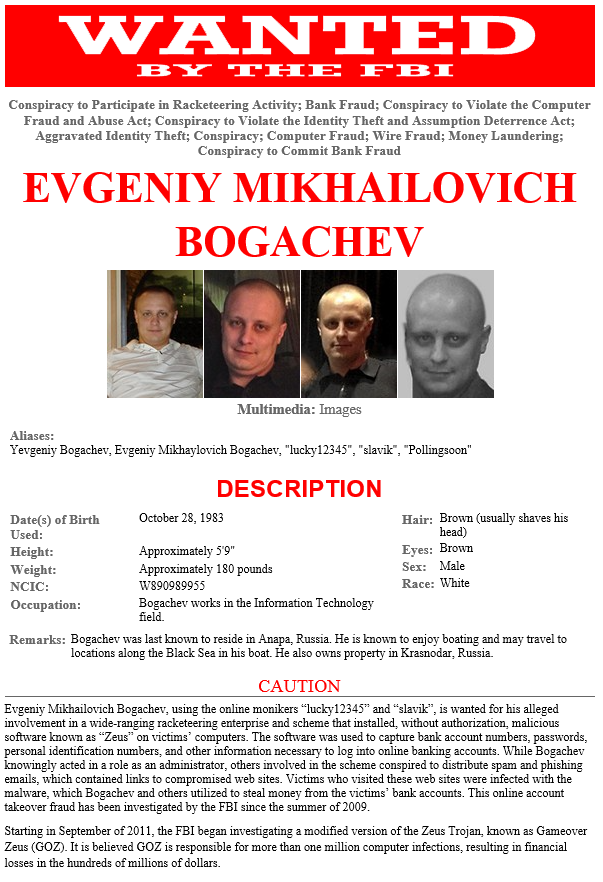 WANTED
BY THE FBI
Conspiracy to Participate in Racketeering Activity; Bank Fraud; Conspiracy to Violate the Computer
Fraud and Abuse Act; Conspiracy to Violate the Identity Theft and Assumption Deterrence Act;
Aggravated Identity Theft; Conspiracy; Computer Fraud; Wire Fraud; Money Laundering;
Conspiracy to Commit Bank Fraud
EVGENIY MIKHAILOVICH
BOGACHEV
Multimedia: Images
Aliases:
Yevgeniy Bogachev, Evgeniy Mikhaylovich Bogachev, "lucky12345", "slavik", "Pollingsoon"
DESCRIPTION
Date(s) of Birth
Used:
October 28, 1983
Height:
Approximately 5'9"
Weight:
Approximately 180 pounds
NCIC:
W890989955
Occupation:
Bogachev works in the Information Technology
field.
Hair:
Brown (usually shaves his
head)
Eyes:
Brown
Sex:
Male
Race:
White
Remarks: Bogachev was last known to reside in Anapa, Russia. He is known to enjoy boating and may travel to
locations along the Black Sea in his boat. He also owns property in Krasnodar, Russia.
CAUTION
Evgeniy Mikhailovich Bogachev, using the online monikers “lucky12345” and “slavik”, is wanted for his alleged
involvement in a wide-ranging racketeering enterprise and scheme that installed, without authorization, malicious
software known as “Zeus” on victims’ computers. The software was used to capture bank account numbers, passwords,
personal identification numbers, and other information necessary to log into online banking accounts. While Bogachev
knowingly acted in a role as an administrator, others involved in the scheme conspired to distribute spam and phishing
emails, which contained links to compromised web sites. Victims who visited these web sites were infected with the
malware, which Bogachev and others utilized to steal money from the victims’ bank accounts. This online account
takeover fraud has been investigated by the FBI since the summer of 2009.
Starting in September of 2011, the FBI began investigating a modified version of the Zeus Trojan, known as Gameover
Zeus (GOZ). It is believed GOZ is responsible for more than one million computer infections, resulting in financial
losses in the hundreds of millions of dollars.